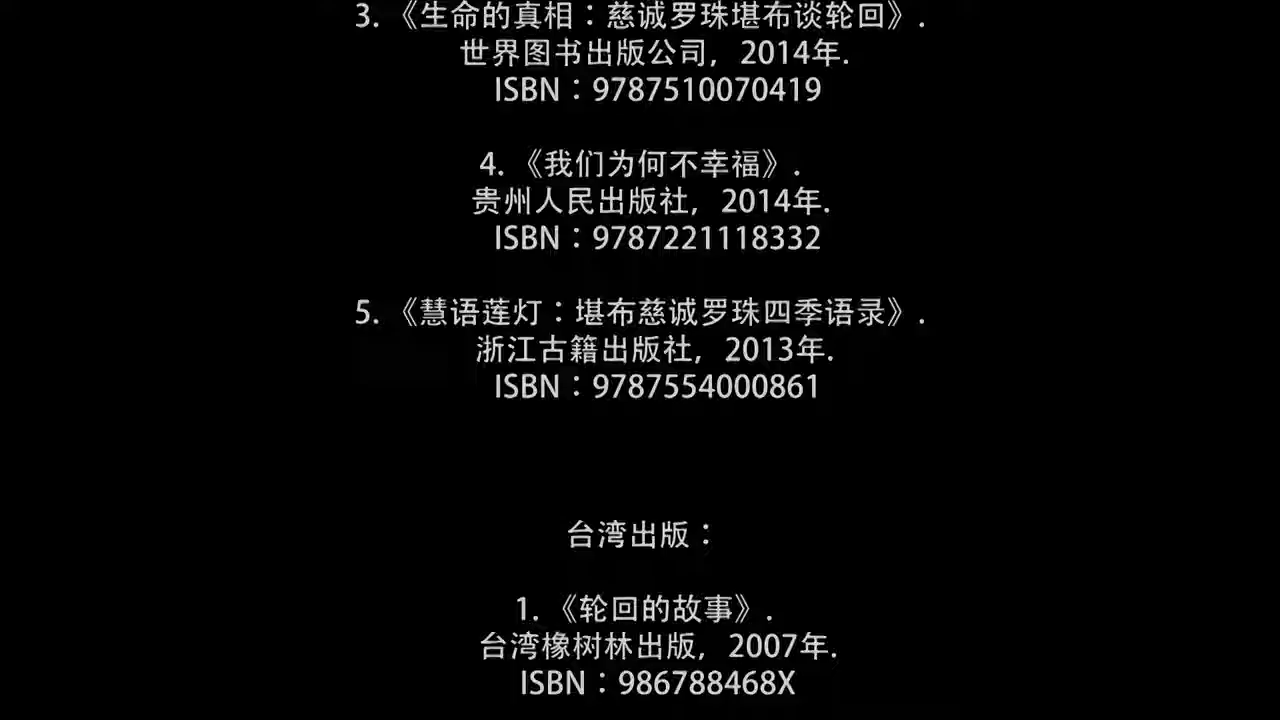 3. 《生命的真相：慈诚罗珠堪布谈轮回》.
世界图书出版公司, 2014年.
ISBN：9787510070419
4. 《我们为何不幸福》.
贵州人民出版社, 2014年.
ISBN：9787221118332
5. 《慧语莲灯：堪布慈诚罗珠四季语录》.
浙江古籍出版社, 2013年.
ISBN：9787554000861
台湾出版：
1. 《轮回的故事》.
台湾橡树林出版, 2007年.
ISBN：986788468X